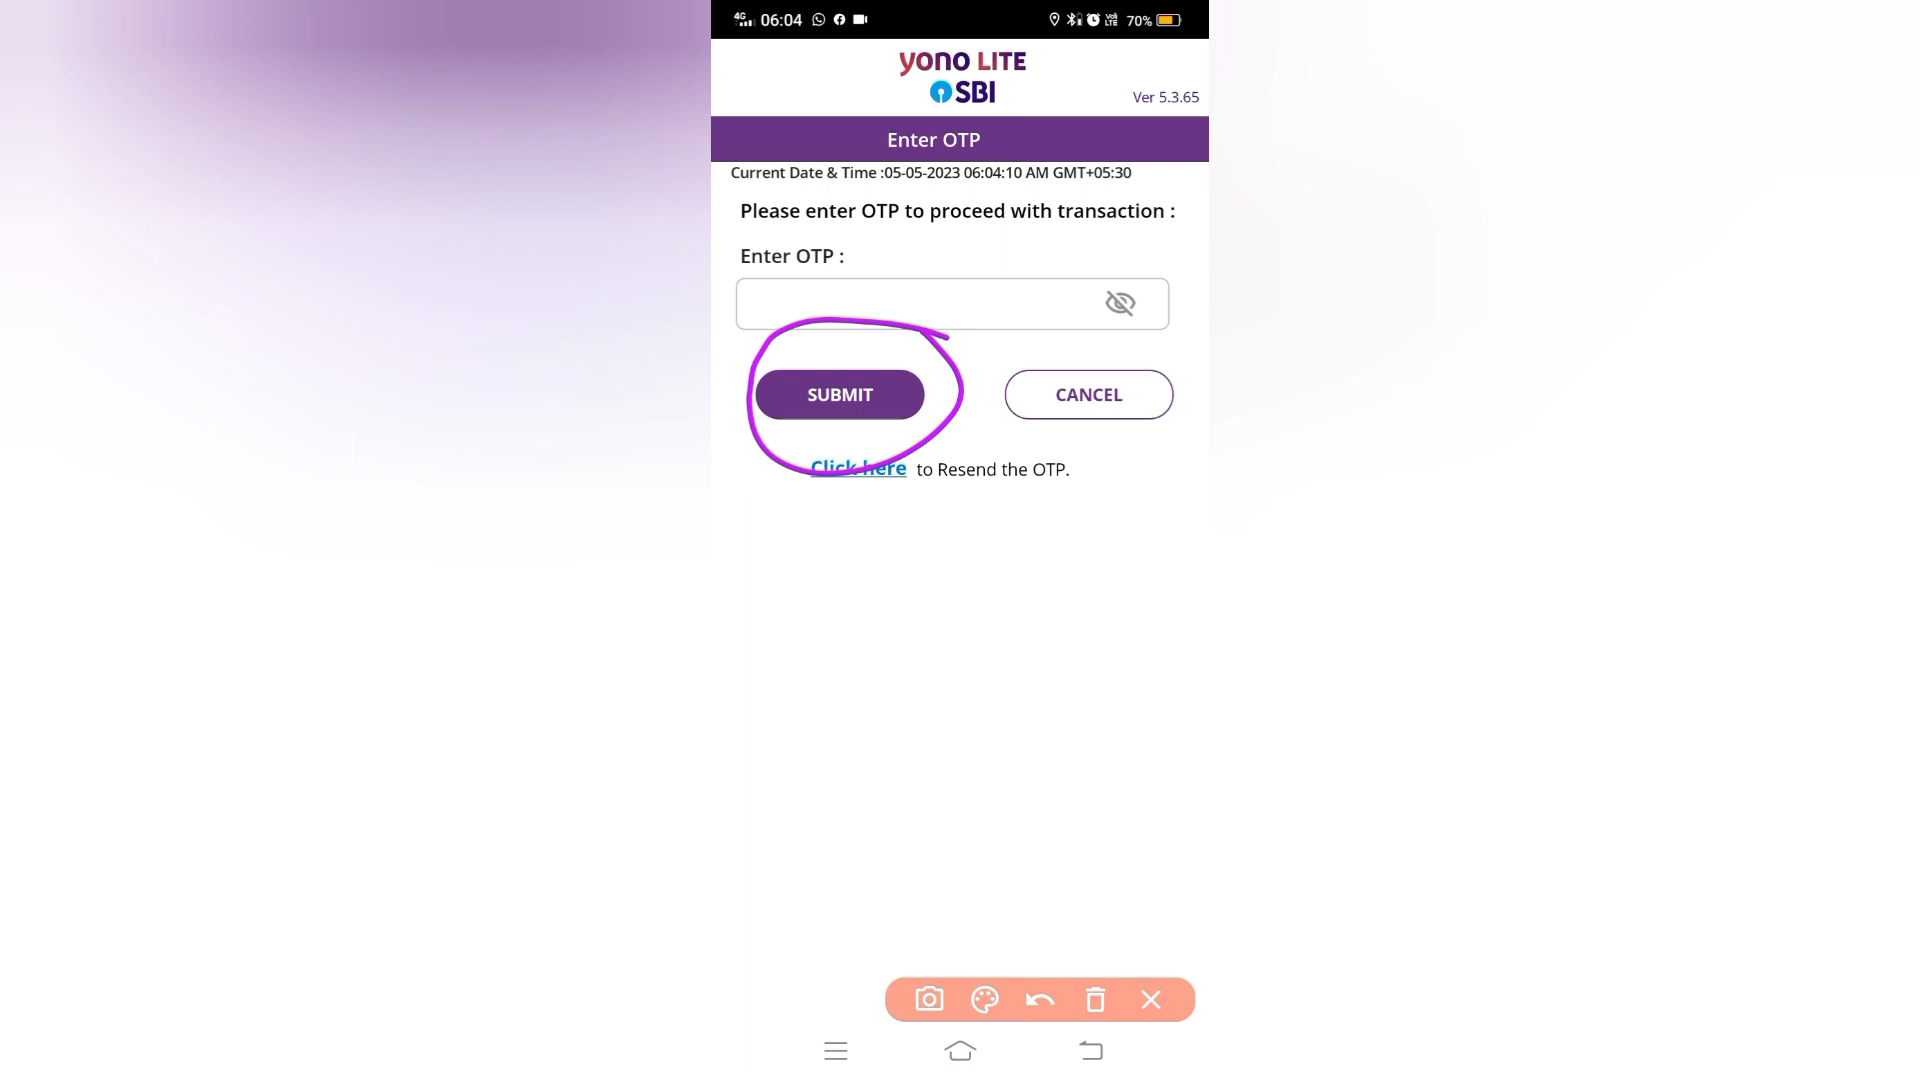 4G 06:04 70%
yono LITE
SBI
Ver 5.3.65
Enter OTP
Current Date & Time :05-05-2023 06:04:10 AM GMT+05:30
Please enter OTP to proceed with transaction :
Enter OTP :
SUBMIT CANCEL
Click here to Resend the OTP.